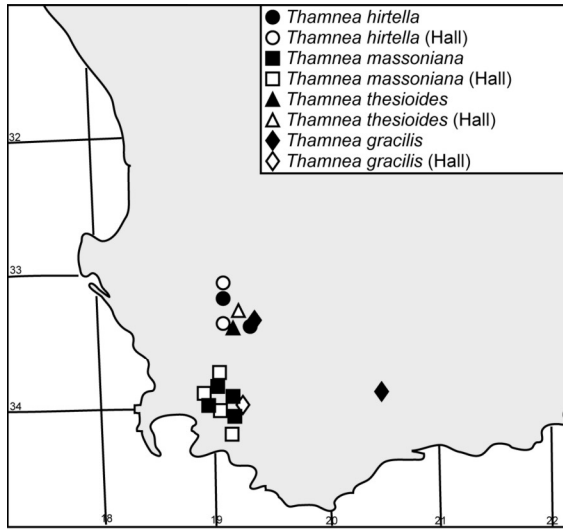 Thamnea hirtella
Thamnea hirtella (Hall)
Thamnea massoniana
Thamnea massoniana (Hall)
Thamnea thesioides
Thamnea thesioides (Hall)
Thamnea gracilis
Thamnea gracilis (Hall)
32
33
34
18
19
20
21
22